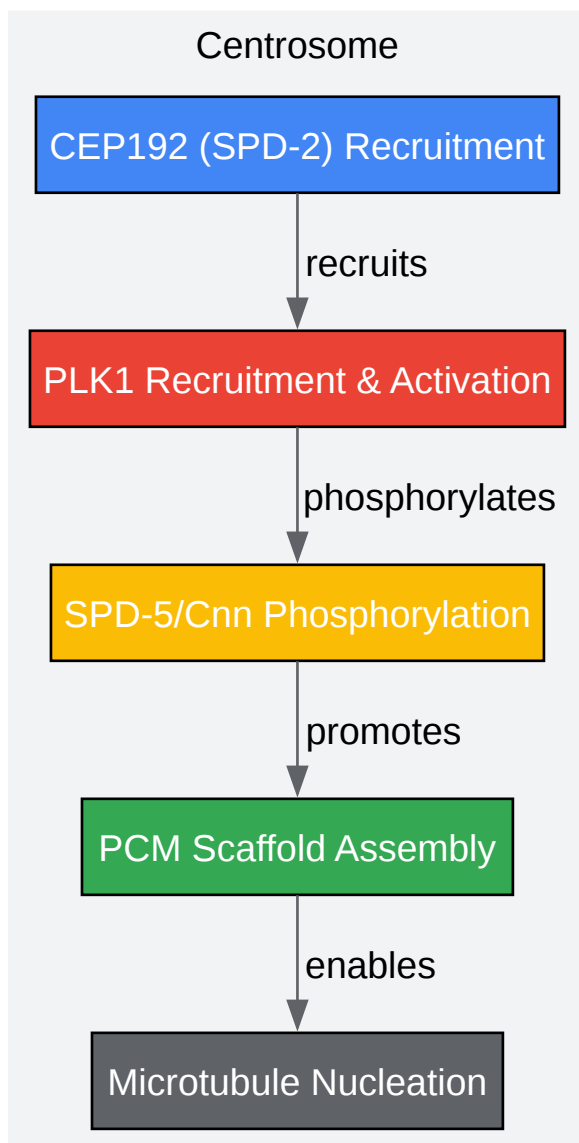 Centrosome
CEP192 (SPD-2) Recruitment
recruits
PLK1 Recruitment & Activation
phosphorylates
SPD-5/Cnn Phosphorylation
promotes
PCM Scaffold Assembly
enables
Microtubule Nucleation